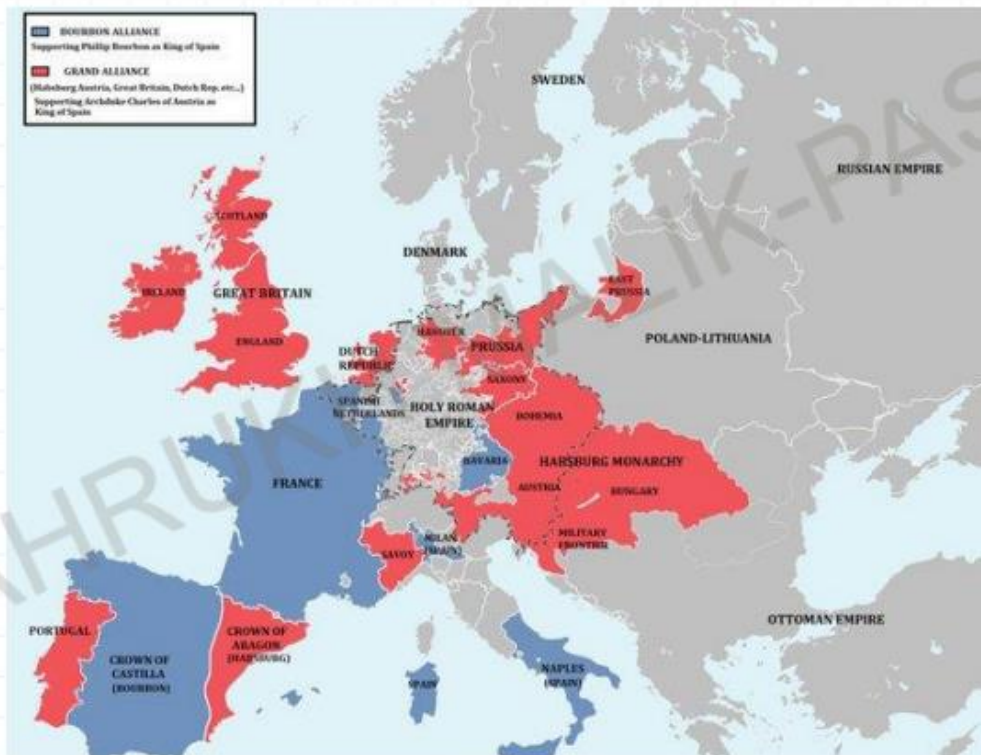 BOURBON ALLIANCE
Supporting Phillip Bourbon as King of Spain
GRAND ALLIANCE
(Habsburg Austria, Great Britain, Dutch Rep. etc...)
Supporting Archduke Charles of Austria as
King of Spain
SWEDEN
RUSSIAN EMPIRE
SCOTLAND
DENMARK
IRELAND
GREAT BRITAIN
EAST
PRUSSIA
HANOVER
ENGLAND
DUTCH
REPUBLIC
PRUSSIA
POLAND-LITHUANIA
SAXONY
SPANISH
NETHERLANDS
HOLY ROMAN
EMPIRE
BOHEMIA
BAVARIA
HABSBURG MONARCHY
FRANCE
AUSTRIA
HUNGARY
MILITARY
FRONTIER
MILAN
(SPAIN)
SAVOY
OTTOMAN EMPIRE
PORTUGAL
CROWN OF
ARAGON
(HABSBURG)
CROWN OF
CASTILLA
(BOURBON)
SPAIN
NAPLES
(SPAIN)